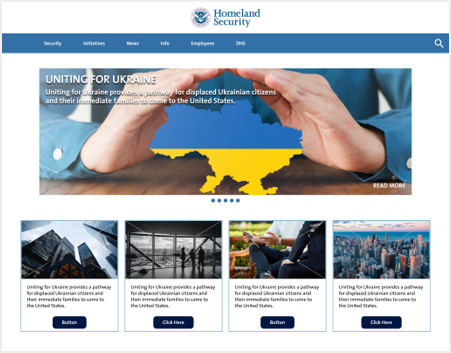 Homeland
Security
Security Initiatives News Info Employees DHS
UNITING FOR UKRAINE
Uniting for Ukraine provides a pathway for displaced Ukrainian citizens
and their immediate families to come to the United States.
READ MORE
Uniting for Ukraine provides a pathway
for displaced Ukrainian citizens and
their immediate families to come to
the United States.
Button
Uniting for Ukraine provides a pathway
for displaced Ukrainian citizens and
their immediate families to come to
the United States.
Click Here
Uniting for Ukraine provides a pathway
for displaced Ukrainian citizens and
their immediate families to come to
the United States.
Button
Uniting for Ukraine provides a pathway
for displaced Ukrainian citizens and
their immediate families to come to
the United States.
Click Here